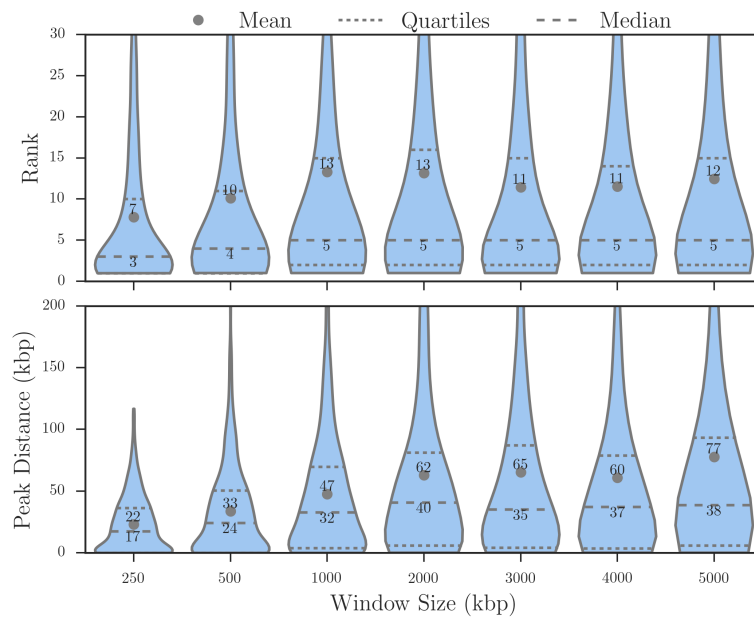 Mean Quartiles Median
30
25
20
15
10
5
0
Rank
7 10 13 13 11 11 12
3 4 5 5 5 5 5
200
150
100
50
0
Peak Distance (kbp)
22 33 47 62 65 60 77
17 24 32 40 35 37 38
250 500 1000 2000 3000 4000 5000
Window Size (kbp)